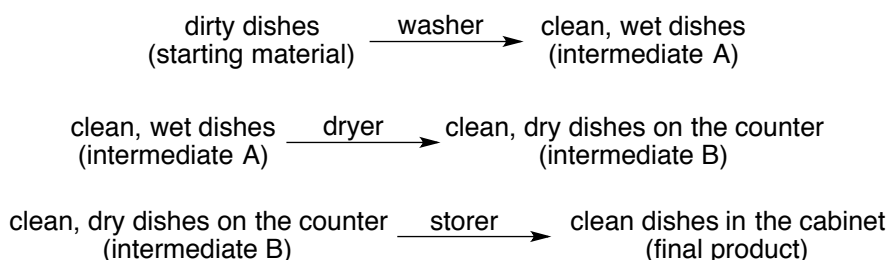 dirty dishes washer clean, wet dishes
(starting material) (intermediate A)
clean, wet dishes dryer clean, dry dishes on the counter
(intermediate A) (intermediate B)
clean, dry dishes on the counter storer clean dishes in the cabinet
(intermediate B) (final product)